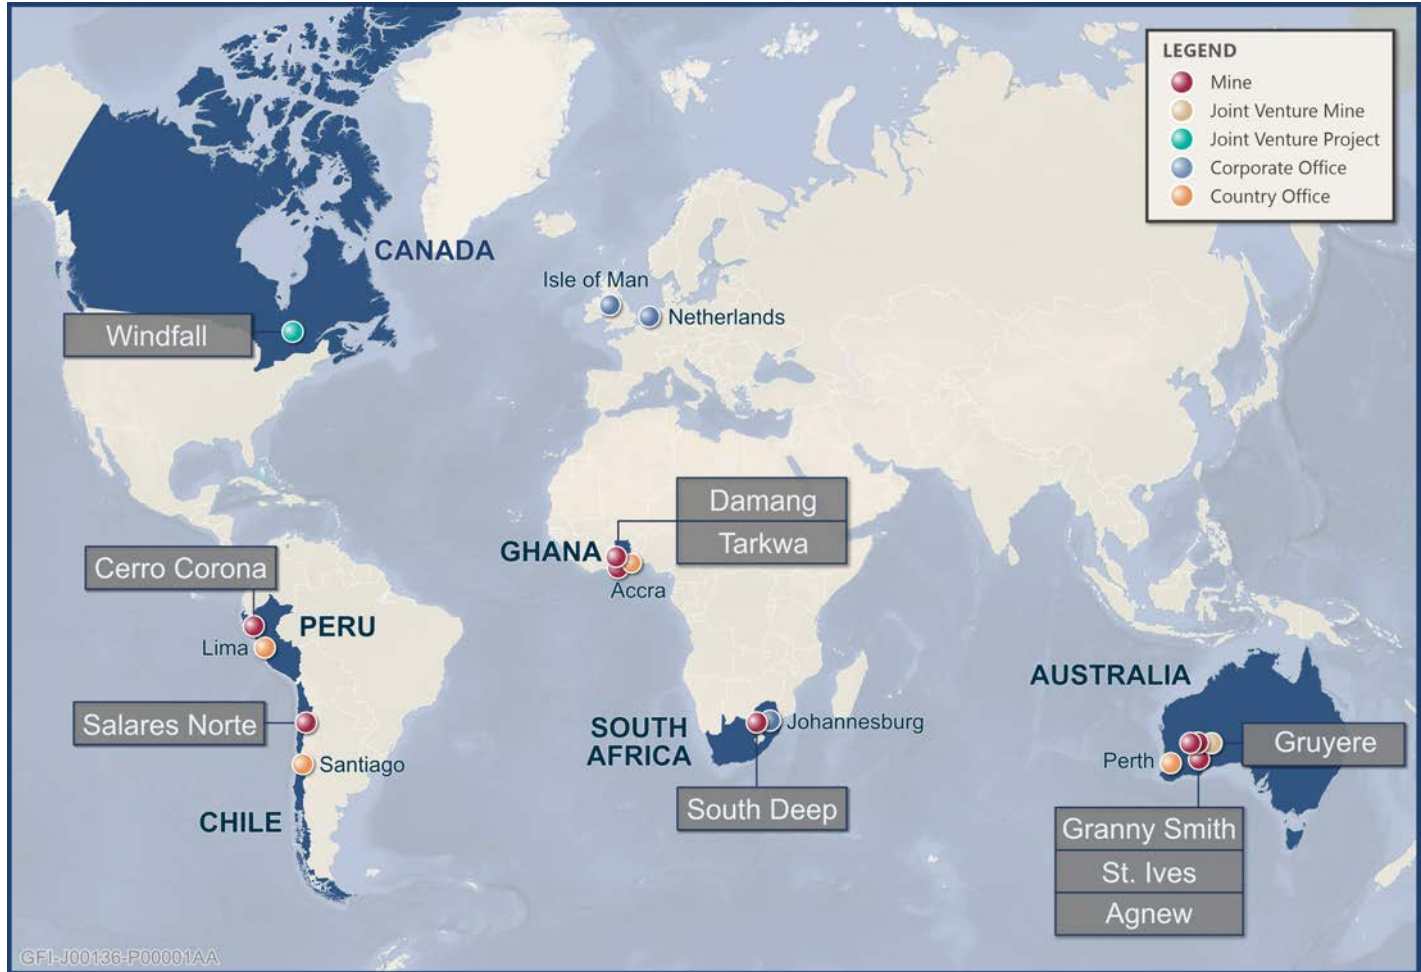 LEGEND
Mine
Joint Venture Mine
Joint Venture Project
Corporate Office
Country Office
CANADA
Windfall
Isle of Man
Netherlands
Damang
Tarkwa
GHANA
Accra
Cerro Corona
PERU
Lima
Salares Norte
Santiago
CHILE
SOUTH
AFRICA
Johannesburg
South Deep
AUSTRALIA
Perth
Gruyere
Granny Smith
St. Ives
Agnew
GFI-J00136-P00001AA